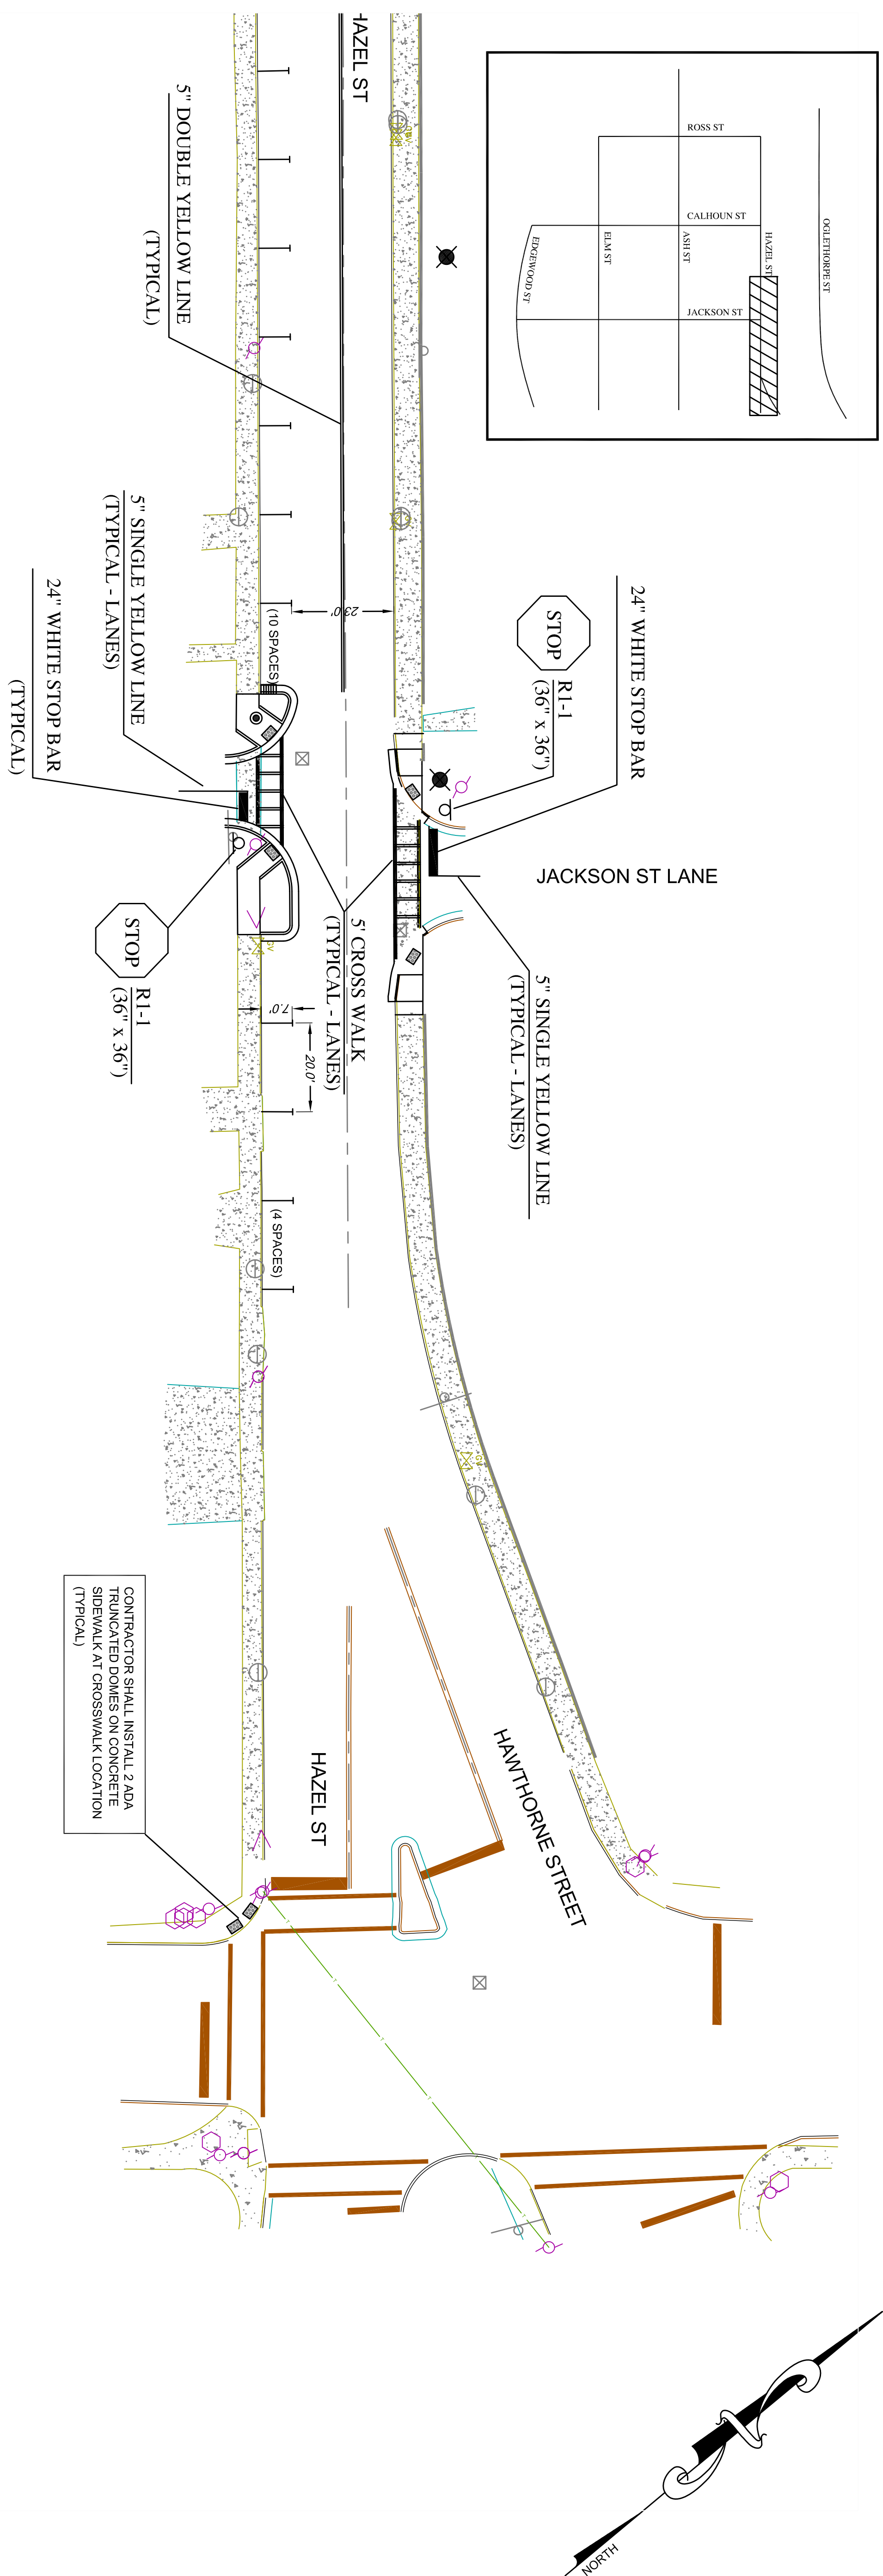 ROSS ST
CALHOUN ST
JACKSON ST
OGLETHORPE ST
HAZEL ST
ASH ST
ELM ST
EDGEWOOD ST
HAZEL ST
5" DOUBLE YELLOW LINE
(TYPICAL)
5" SINGLE YELLOW LINE
(TYPICAL - LANES)
24" WHITE STOP BAR
(TYPICAL)
(10 SPACES)
23.0'
STOP
R1-1
(36" x 36")
24" WHITE STOP BAR
JACKSON ST LANE
5" SINGLE YELLOW LINE
(TYPICAL - LANES)
5' CROSS WALK
(TYPICAL - LANES)
STOP
R1-1
(36" x 36")
GV
7.0'
20.0'
(4 SPACES)
GV
CONTRACTOR SHALL INSTALL 2 ADA
TRUNCATED DOMES ON CONCRETE
SIDEWALK AT CROSSWALK LOCATION
(TYPICAL)
HAZEL ST
HAWTHORNE STREET
NORTH